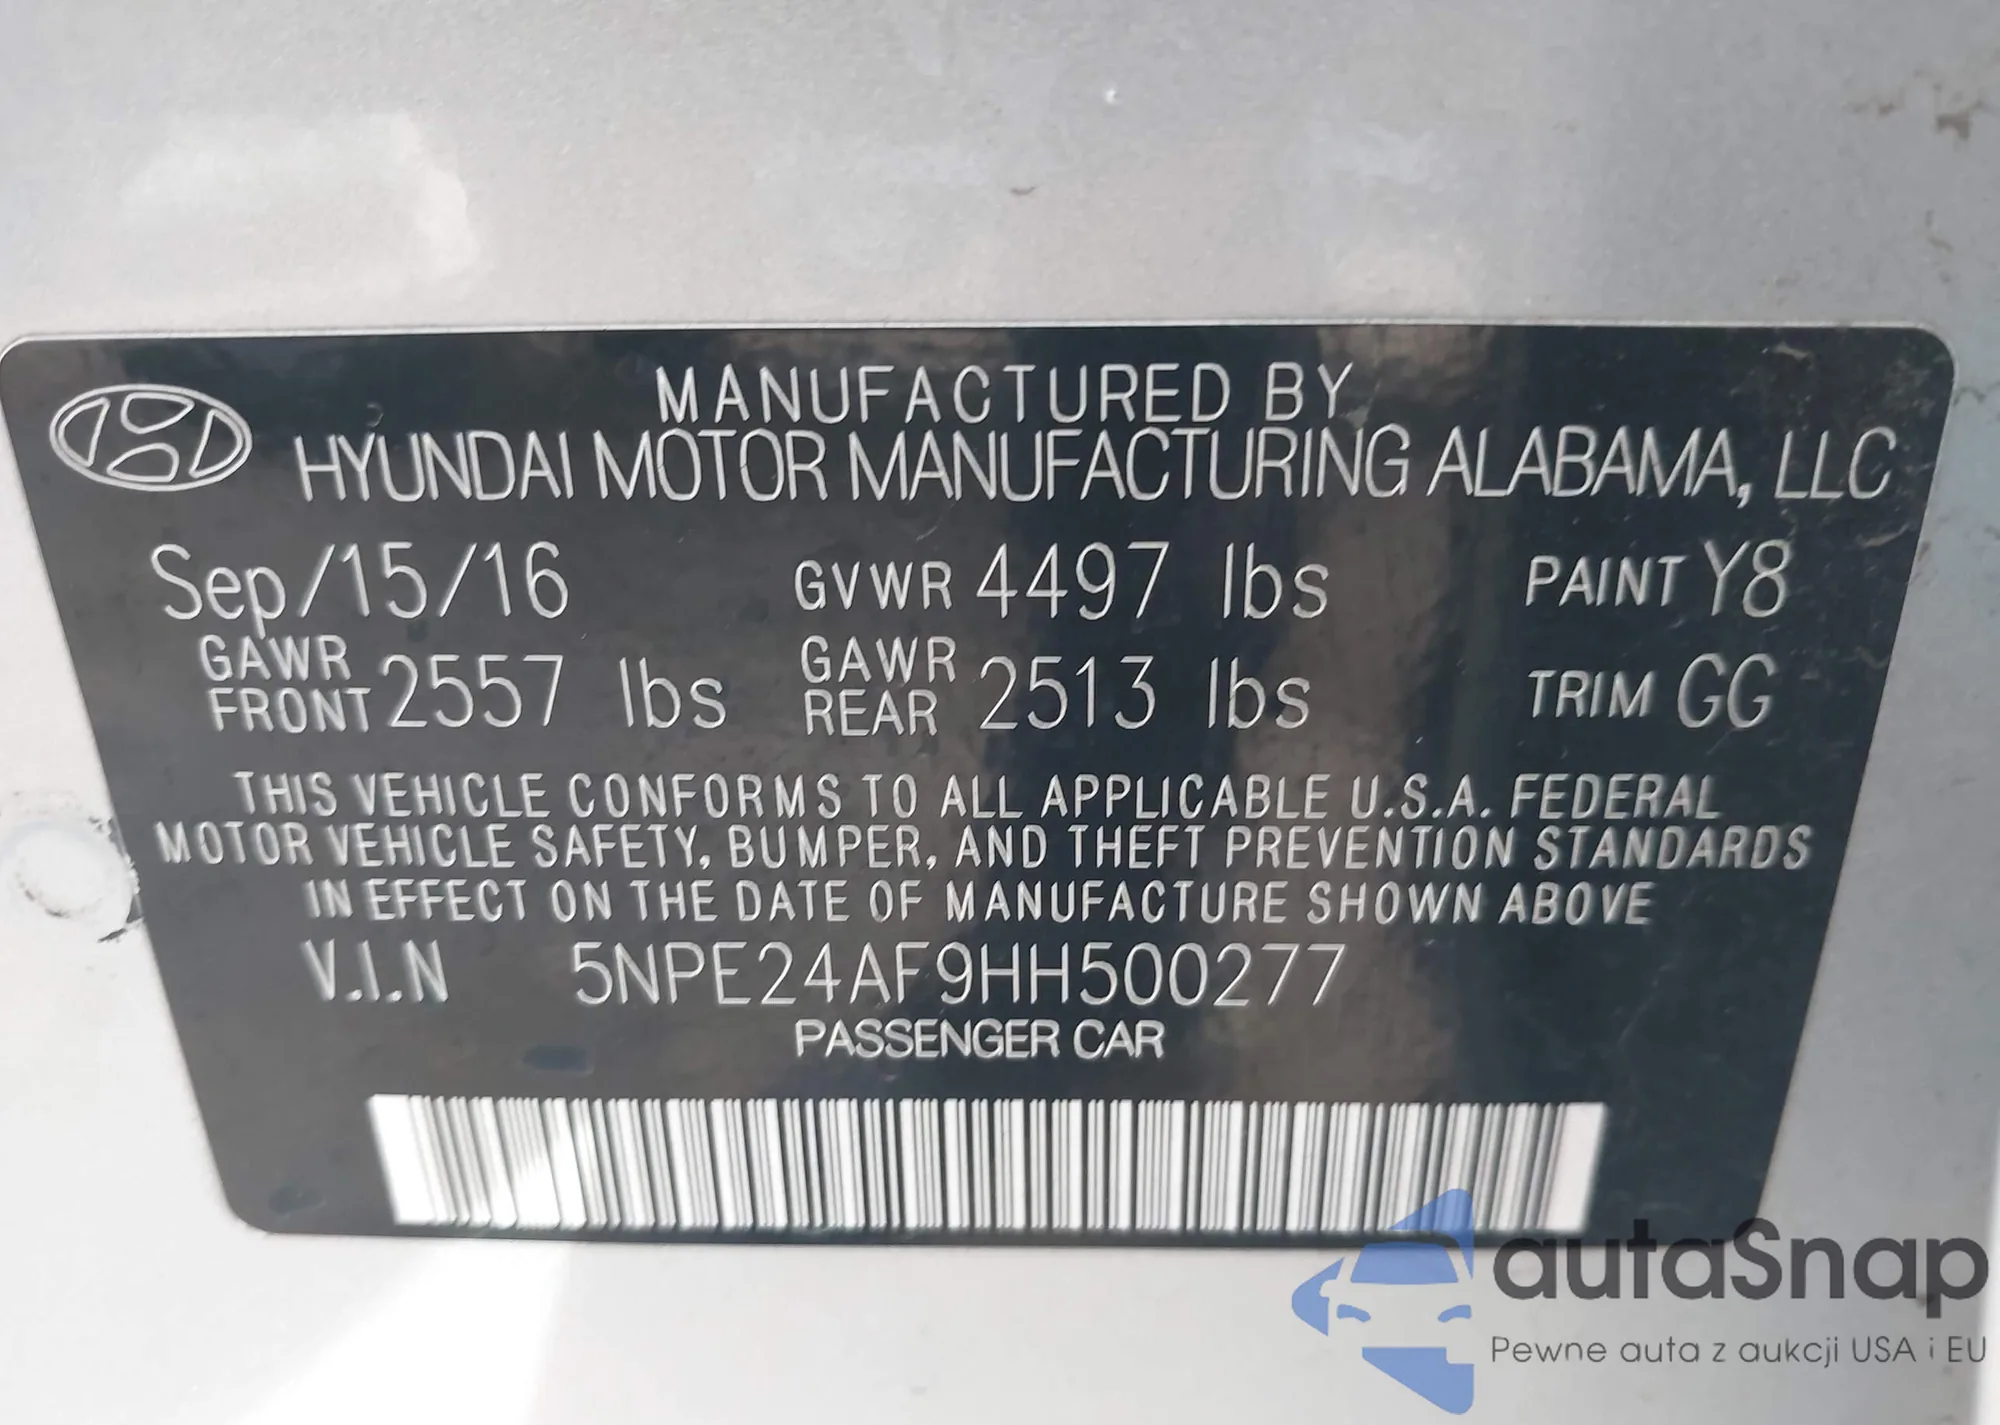 MANUFACTURED BY
HYUNDAI MOTOR MANUFACTURING ALABAMA, LLC
Sep/15/16 GVWR 4497 lbs PAINT Y8
GAWR FRONT 2557 lbs GAWR REAR 2513 lbs TRIM GG
THIS VEHICLE CONFORMS TO ALL APPLICABLE U.S.A. FEDERAL
MOTOR VEHICLE SAFETY, BUMPER, AND THEFT PREVENTION STANDARDS
IN EFFECT ON THE DATE OF MANUFACTURE SHOWN ABOVE
V.I.N 5NPE24AF9HH500277
PASSENGER CAR
autaSnap
Pewne auta z aukcji USA i EU